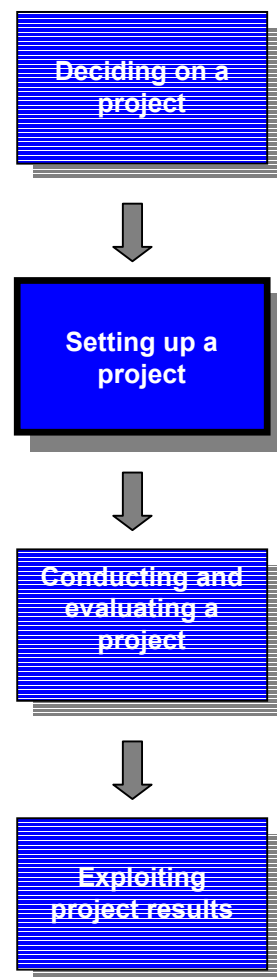 Deciding on a
project
Setting up a
project
Conducting and
evaluating a
project
Exploiting
project results